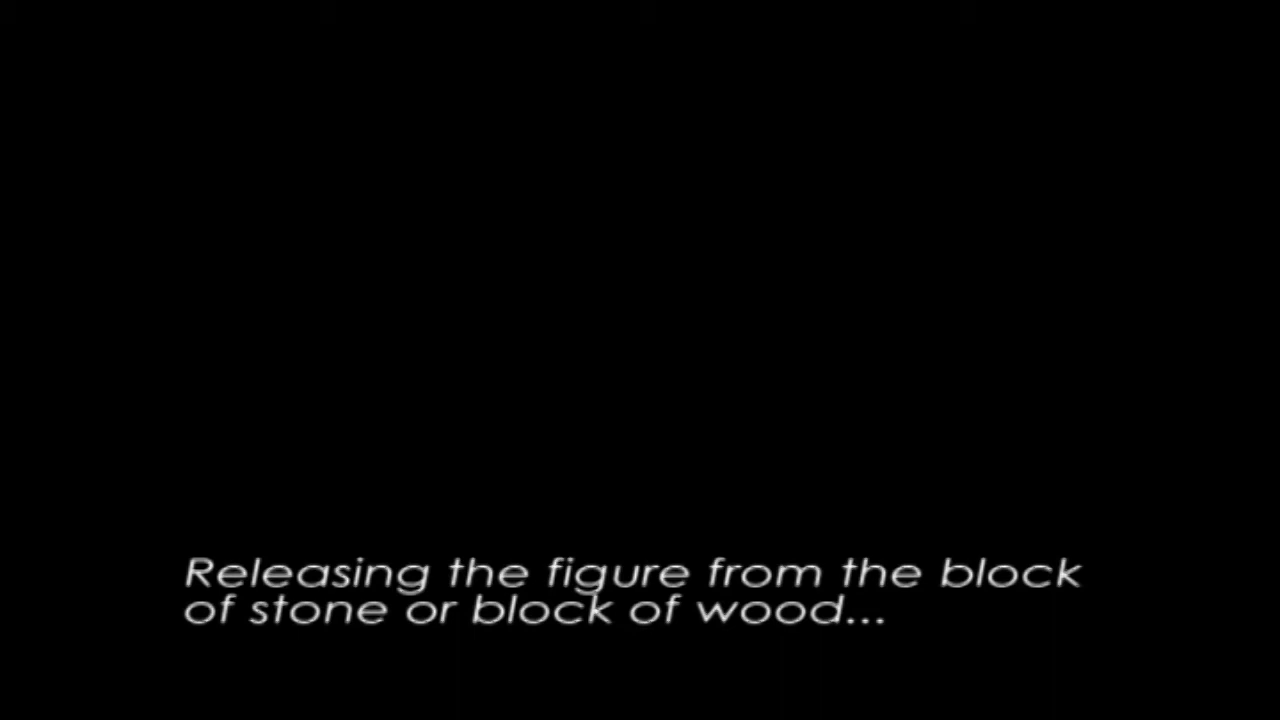 Releasing the figure from the block
of stone or block of wood...